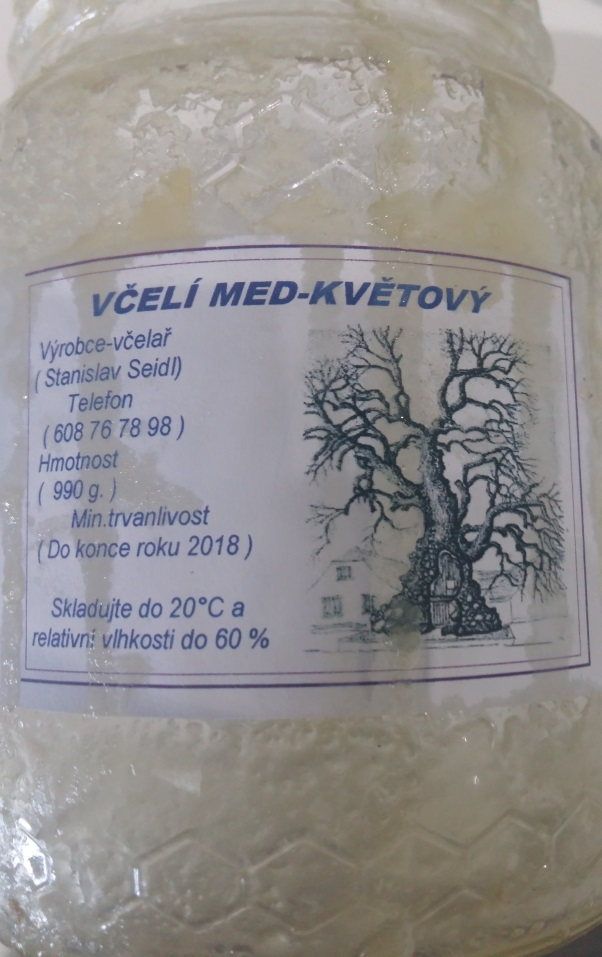 VČELÍ MED-KVĚTOVÝ
Výrobce-včelař
( Stanislav Seidl)
Telefon
( 608 76 78 98 )
Hmotnost
( 990 g. )
Min.trvanlivost
( Do konce roku 2018 )
Skladujte do 20°C a
relativní vlhkosti do 60 %